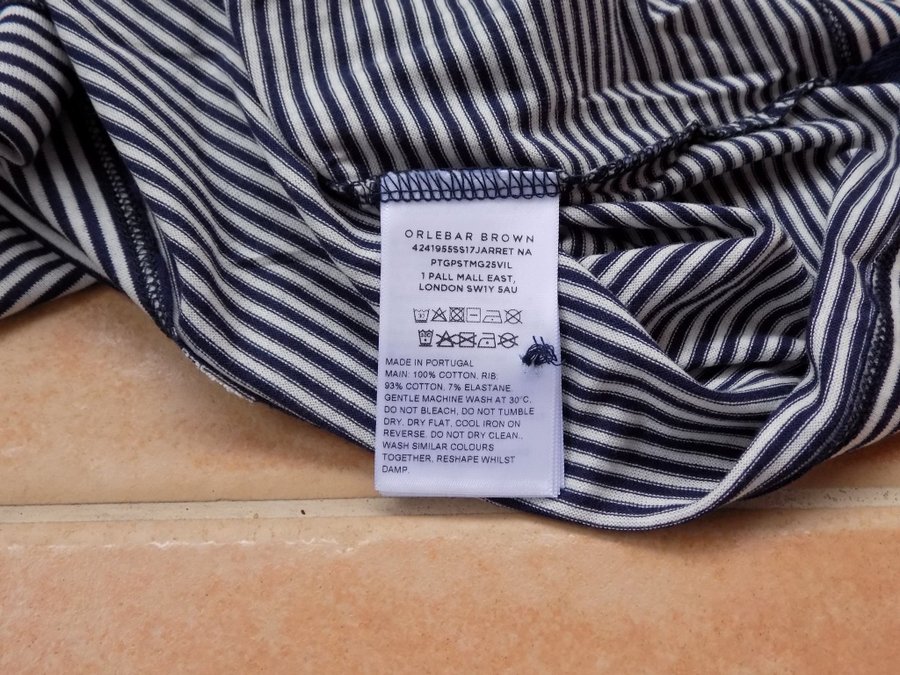 ORLEBAR BROWN
4241955SS17JARRET NA
PTGPSTMG25VIL
1 PALL MALL EAST,
LONDON SW1Y 5AU
MADE IN PORTUGAL
MAIN: 100% COTTON. RIB:
93% COTTON. 7% ELASTANE.
GENTLE MACHINE WASH AT 30°C.
DO NOT BLEACH, DO NOT TUMBLE
DRY. DRY FLAT. COOL IRON ON
REVERSE. DO NOT DRY CLEAN..
WASH SIMILAR COLOURS
TOGETHER. RESHAPE WHILST
DAMP.